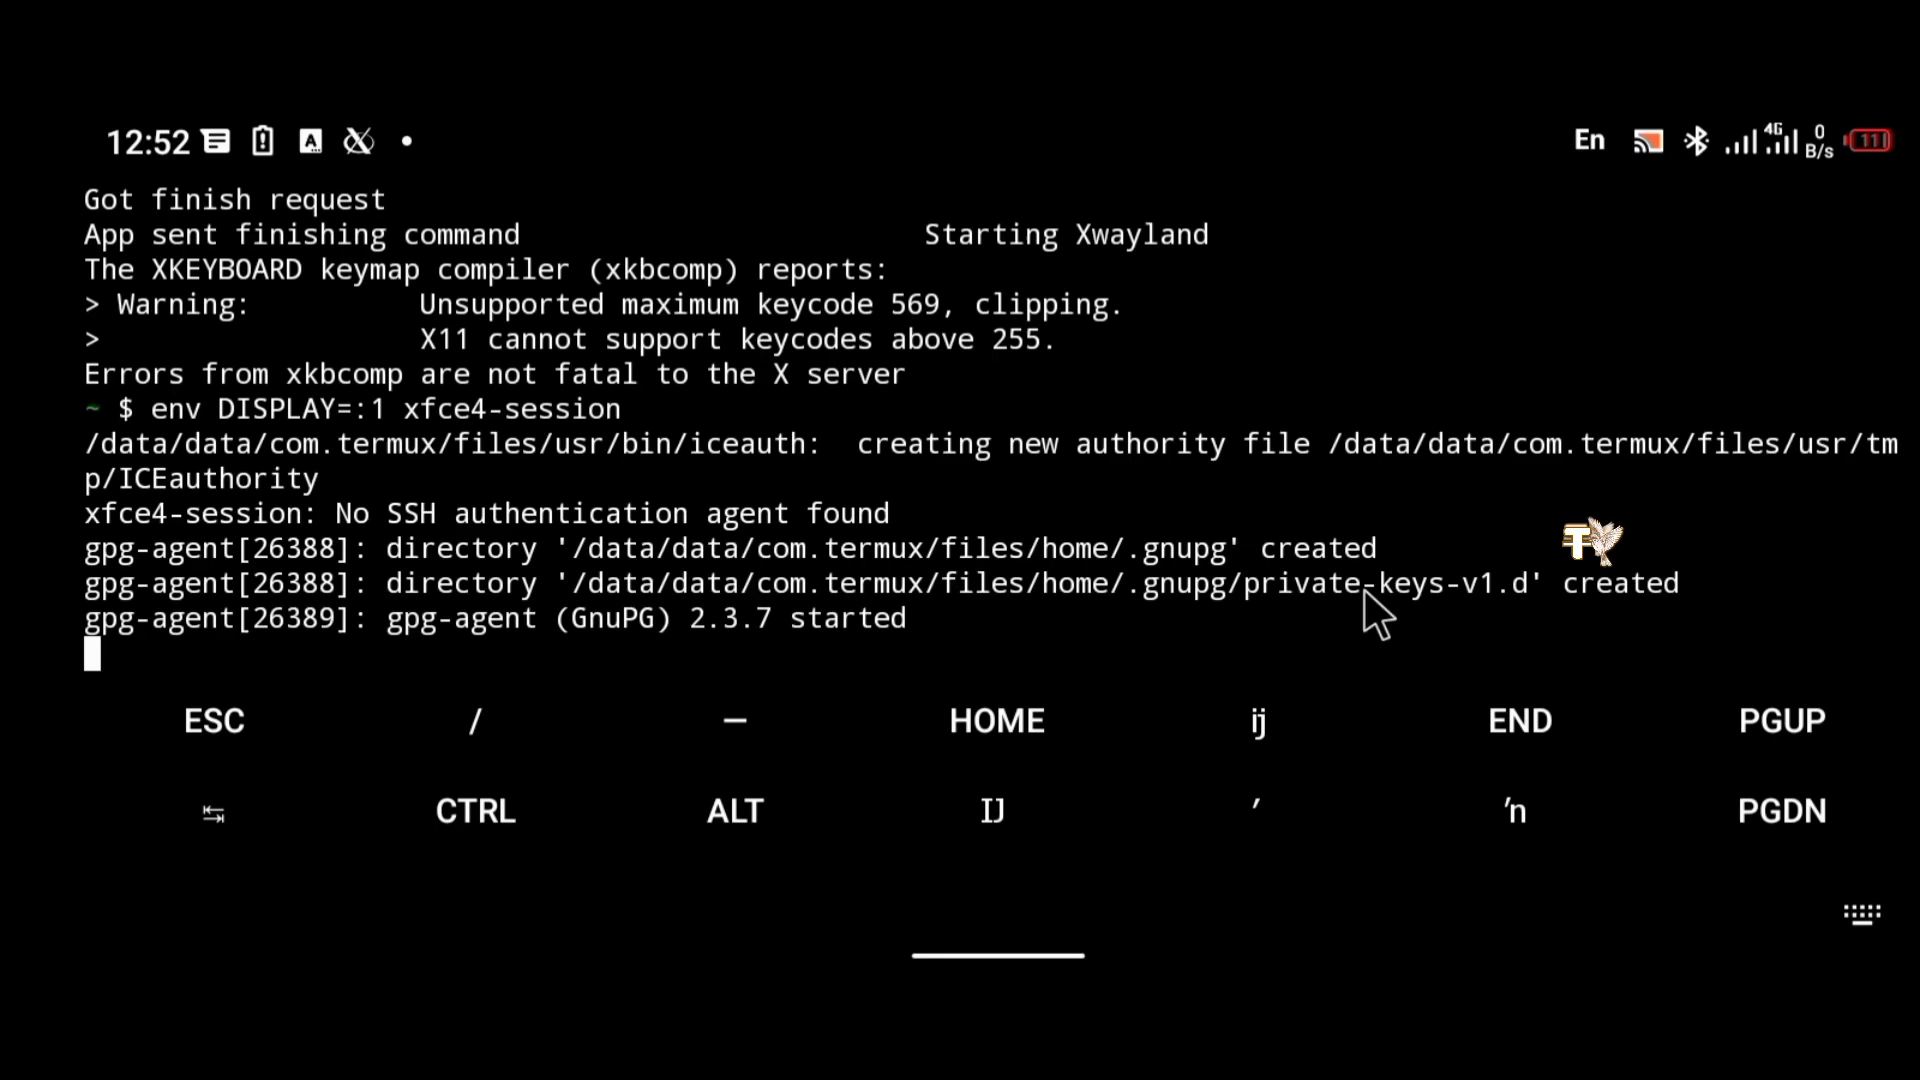 12:52 A En 4G 0 B/s 11
Got finish request
App sent finishing command Starting Xwayland
The XKEYBOARD keymap compiler (xkbcomp) reports:
> Warning: Unsupported maximum keycode 569, clipping.
> X11 cannot support keycodes above 255.
Errors from xkbcomp are not fatal to the X server
~ $ env DISPLAY=:1 xfce4-session
/data/data/com.termux/files/usr/bin/iceauth: creating new authority file /data/data/com.termux/files/usr/tm
p/ICEauthority
xfce4-session: No SSH authentication agent found
gpg-agent[26388]: directory '/data/data/com.termux/files/home/.gnupg' created
gpg-agent[26388]: directory '/data/data/com.termux/files/home/.gnupg/private-keys-v1.d' created
gpg-agent[26389]: gpg-agent (GnuPG) 2.3.7 started
ESC / — HOME ĳ END PGUP
↹ CTRL ALT Ĳ ′ ŉ PGDN